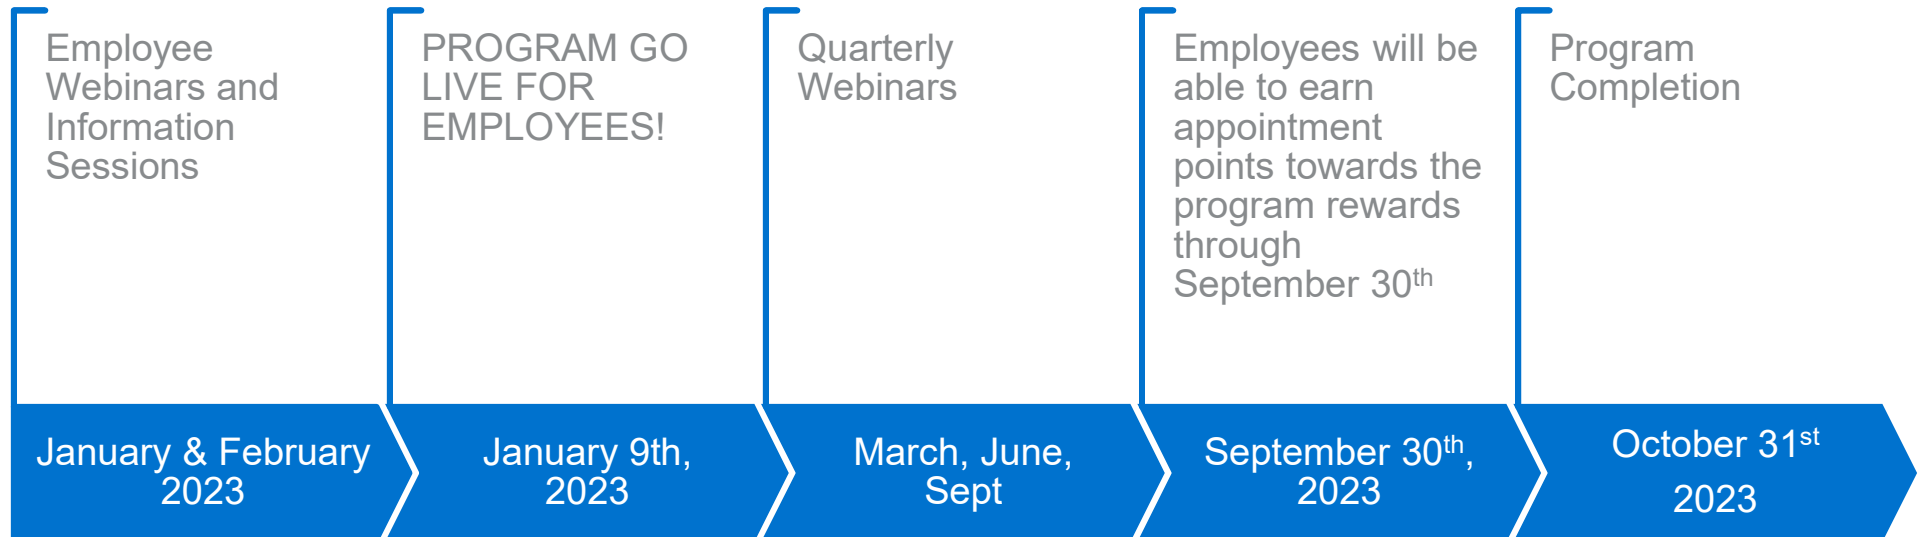 Employee
Webinars and
Information
Sessions
PROGRAM GO
LIVE FOR
EMPLOYEES!
Quarterly
Webinars
Employees will be
able to earn
appointment
points towards the
program rewards
through
September 30th
Program
Completion
January & February
2023
January 9th,
2023
March, June,
Sept
September 30th,
2023
October 31st
2023